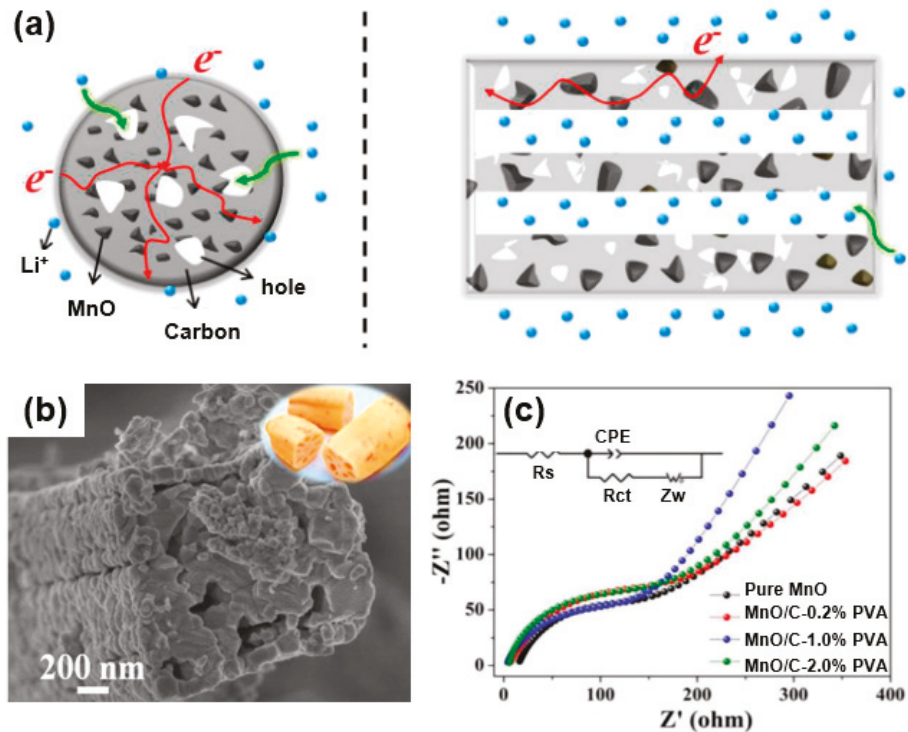 (a)
e-
e-
e-
Li+
MnO
Carbon
hole
(b)
200 nm
(c)
250
200
150
100
50
0
-Z'' (ohm)
Rs
CPE
Rct
Zw
Pure MnO
MnO/C-0.2% PVA
MnO/C-1.0% PVA
MnO/C-2.0% PVA
0
100
200
300
400
Z' (ohm)